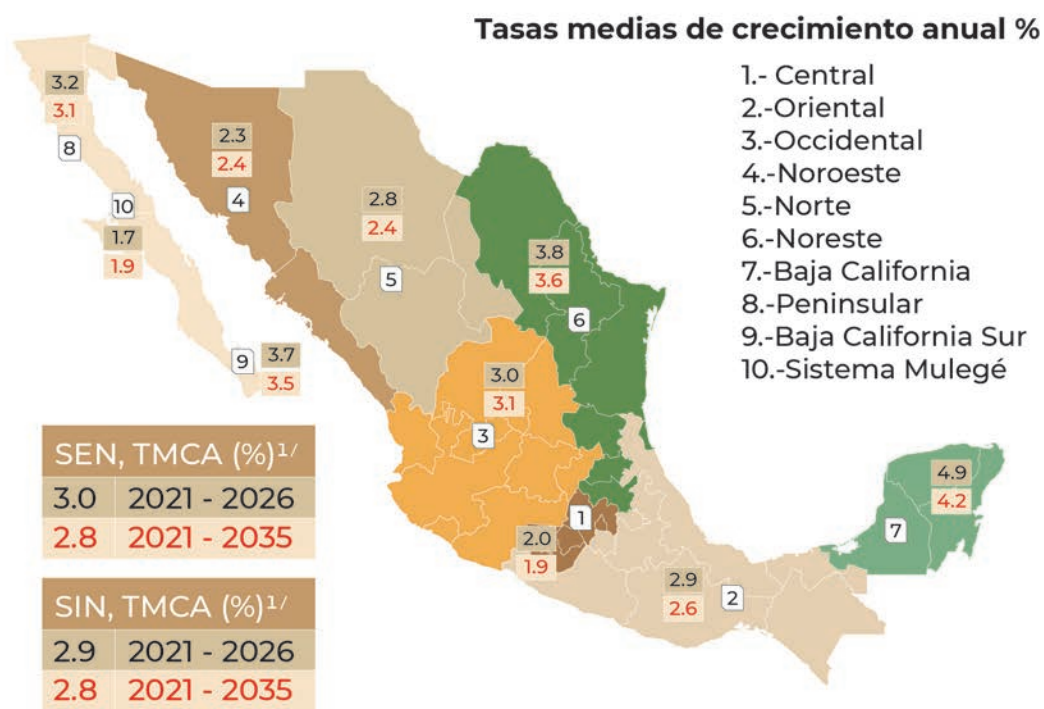 Tasas medias de crecimiento anual %
1.- Central
2.-Oriental
3.-Occidental
4.-Noroeste
5.-Norte
6.-Noreste
7.-Baja California
8.-Peninsular
9.-Baja California Sur
10.-Sistema Mulegé
3.2
3.1
8
2.3
2.4
4
10
1.7
1.9
2.8
2.4
5
3.8
3.6
6
9
3.7
3.5
3.0
3.1
3
4.9
4.2
7
1
2.0
1.9
2.9
2.6
2
SEN, TMCA (%)¹/
3.0 2021 - 2026
2.8 2021 - 2035
SIN, TMCA (%)¹/
2.9 2021 - 2026
2.8 2021 - 2035